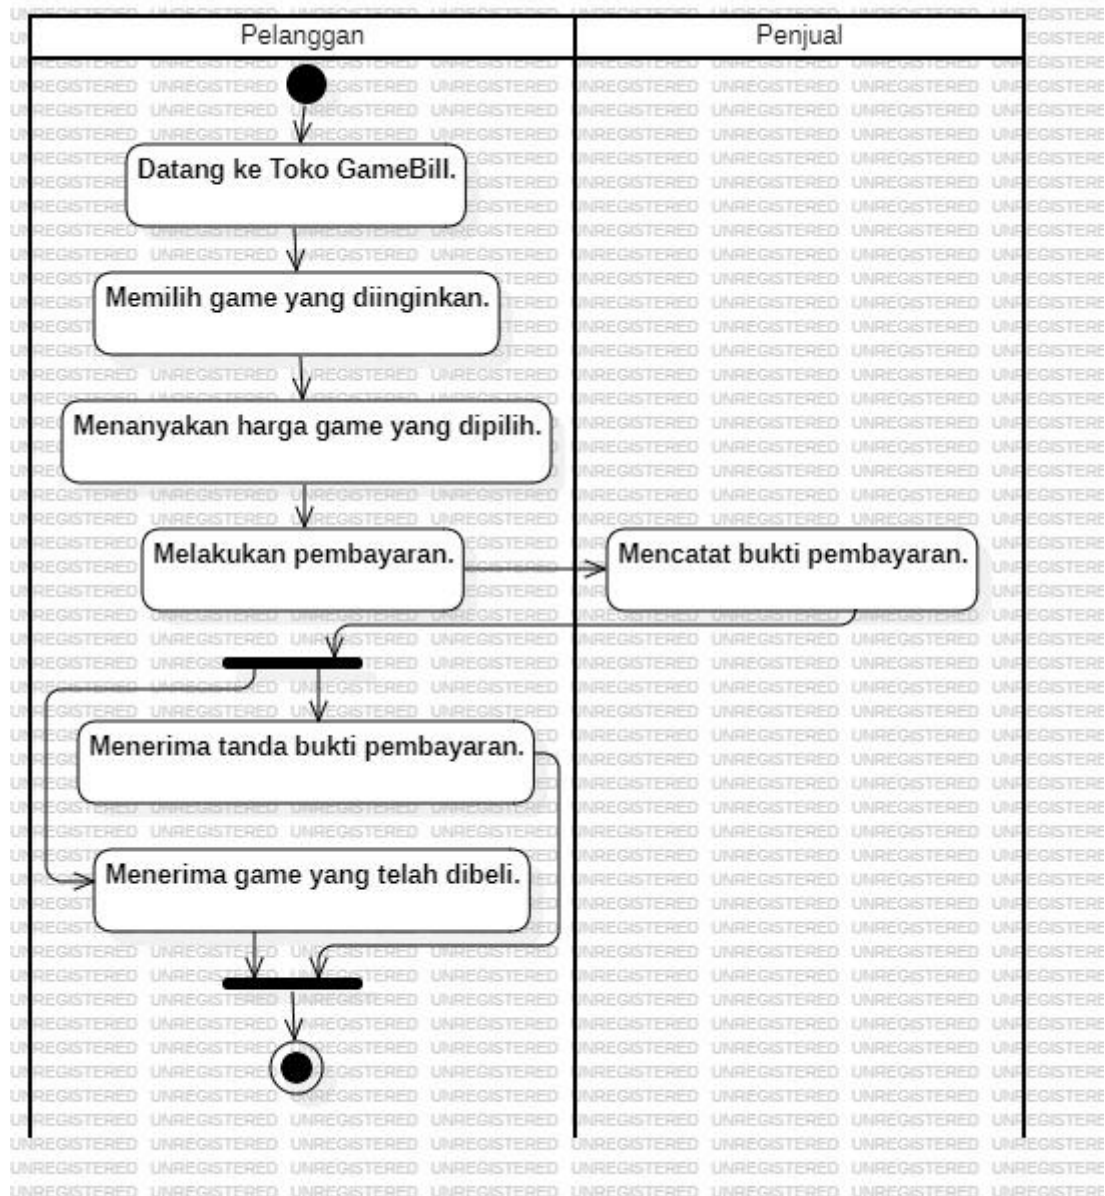 Pelanggan
Penjual
Datang ke Toko GameBill.
Memilih game yang diinginkan.
Menanyakan harga game yang dipilih.
Melakukan pembayaran.
Mencatat bukti pembayaran.
Menerima tanda bukti pembayaran.
Menerima game yang telah dibeli.
UNREGISTERED